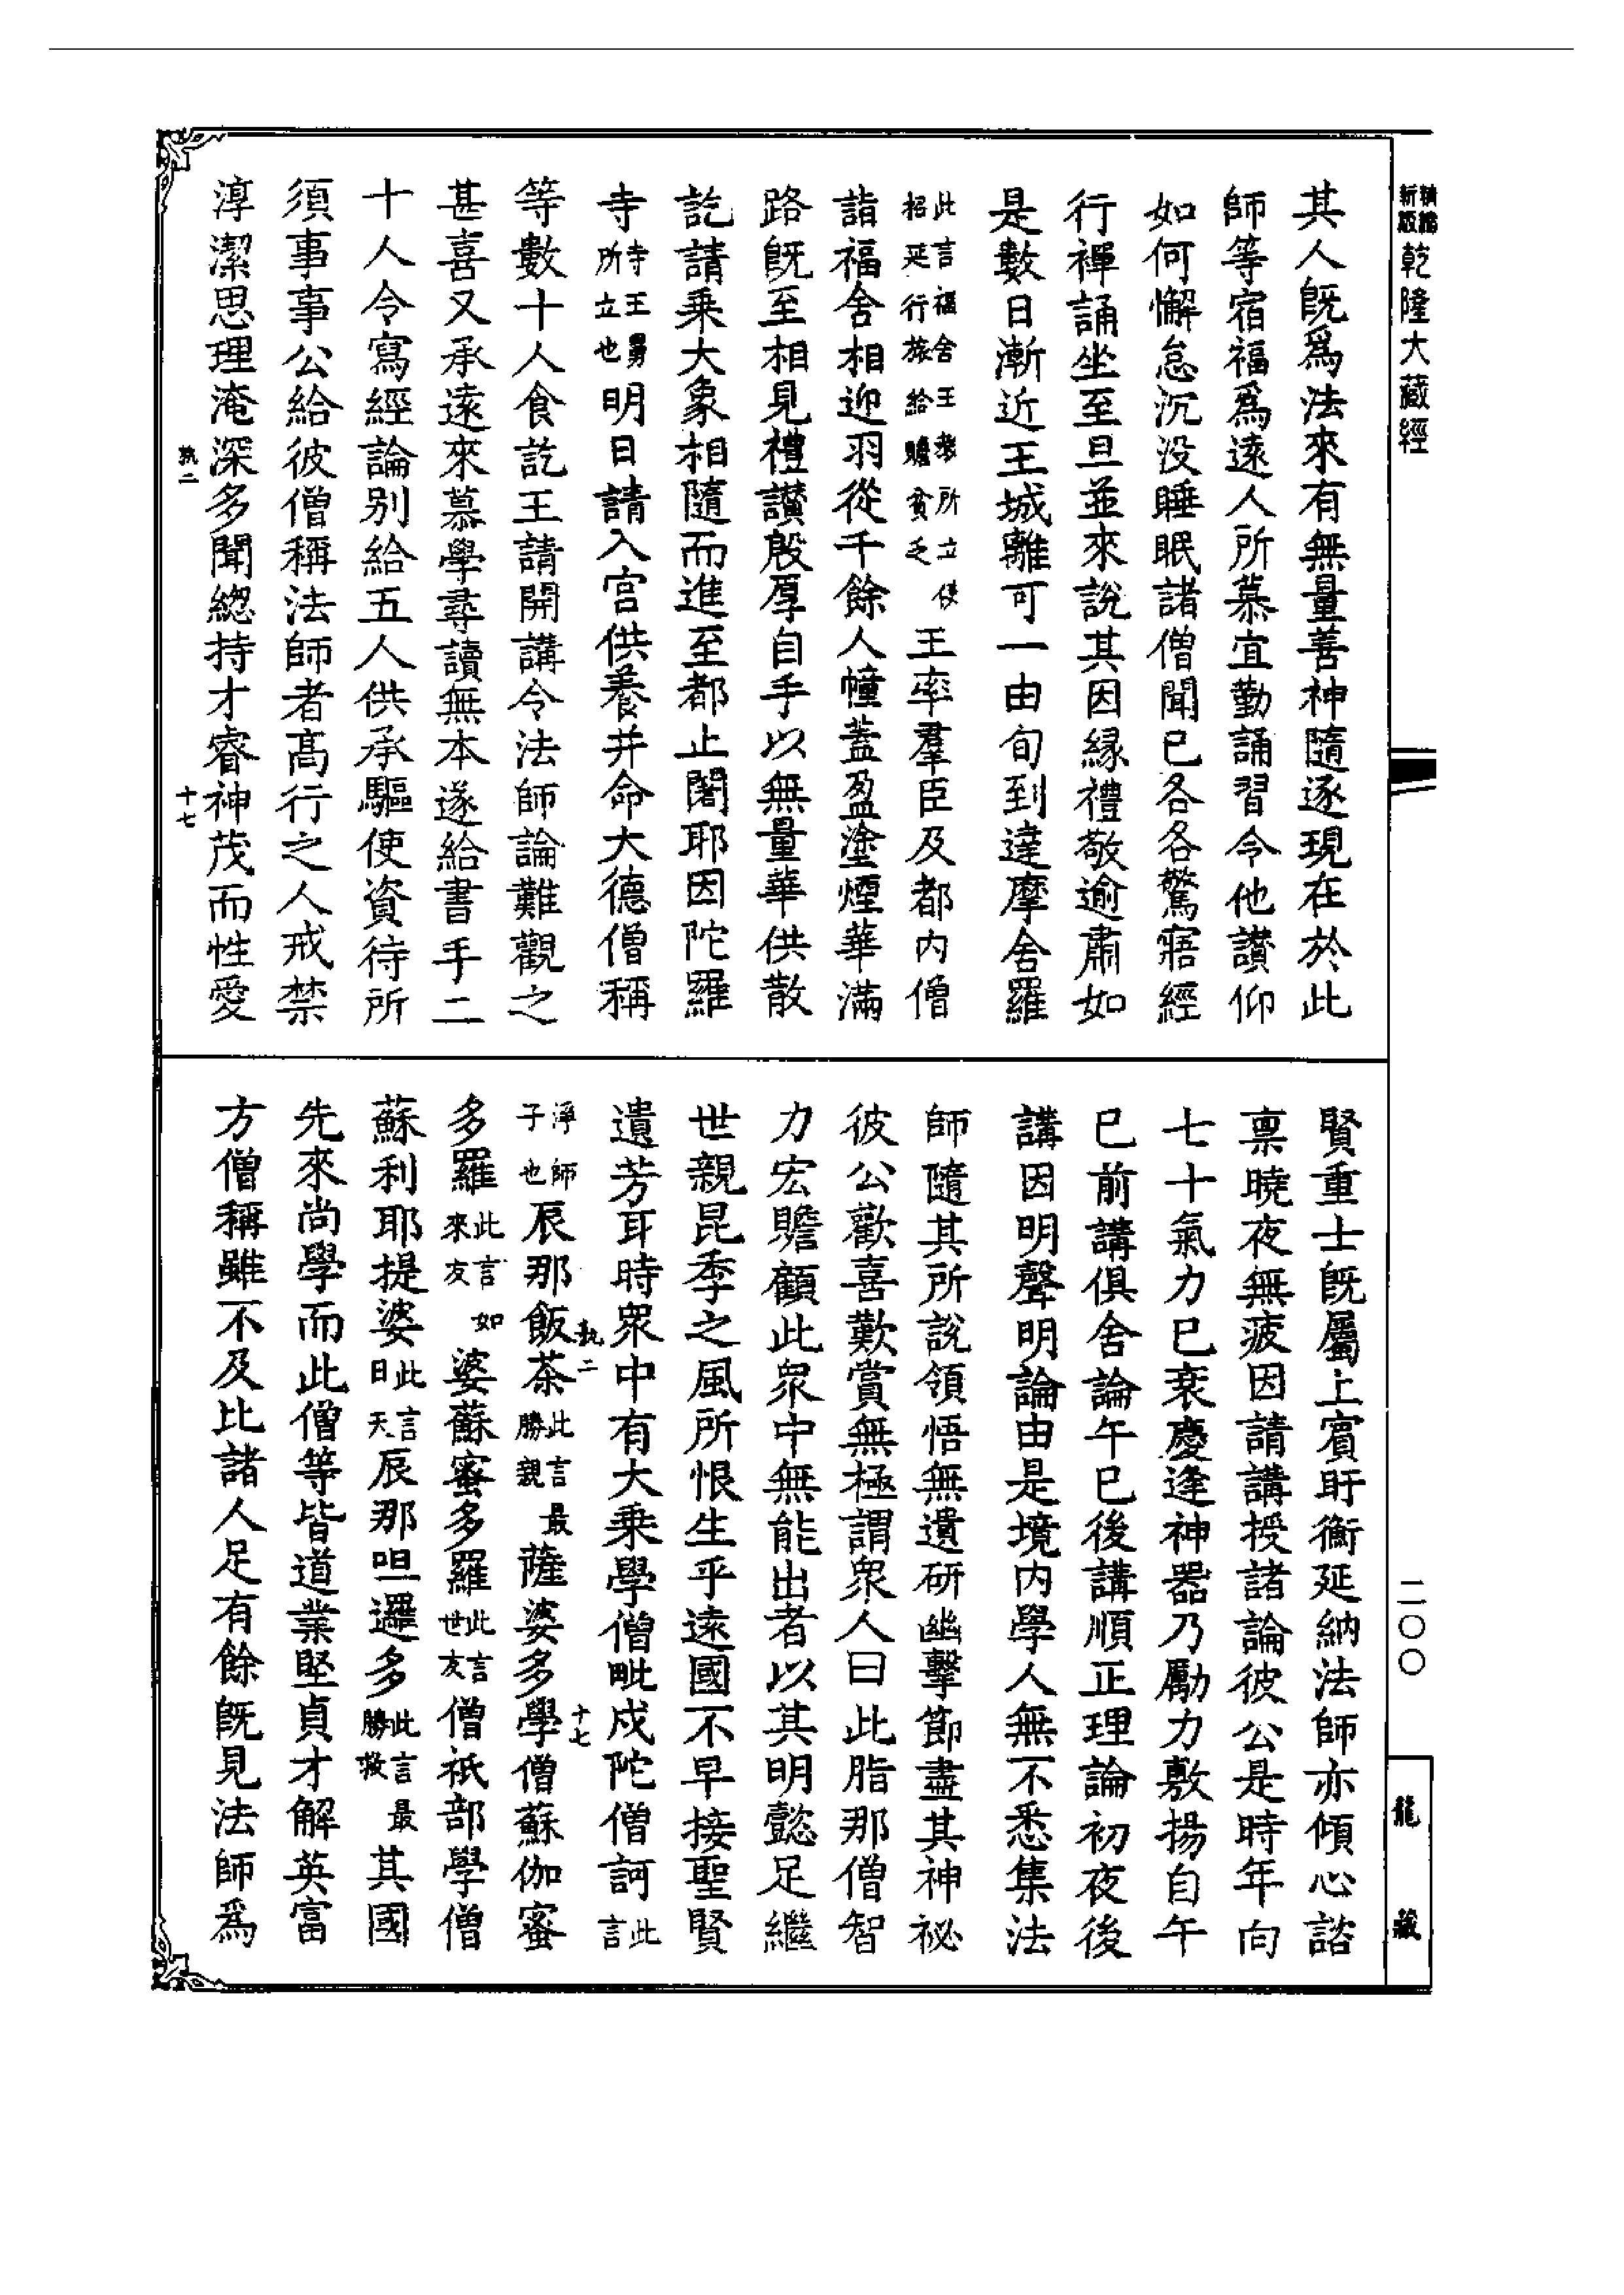 新版
精縮
乾隆大藏經
其人既爲法來有無量善神隨逐現在於此
師等宿福爲遠人所慕宜勤誦習令他讚仰
如何懈怠沉没睡眠諸僧聞已各各驚寤經
行禪誦坐至旦並來說其因縁禮敬逾肅如
是數日漸近王城離可一由旬到達摩舍羅
此言福舍王教所立使招延行旅給贍貧乏王率羣臣及都内僧
詣福舍相迎羽從千餘人幢蓋盈塗煙華滿
路既至相見禮讃殷厚自手以無量華供散
訖請乗大象相隨而進至都止闍耶因陀羅
寺寺王舅所立也明日請入宫供養并命大德僧稱
等數十人食訖王請開講令法師論難觀之
甚喜又承遠來慕學尋讀無本遂給書手二
十人令寫經論别給五人供承驅使資待所
須事事公給彼僧稱法師者髙行之人戒禁
淳潔思理淹深多聞緫持才睿神茂而性愛
執二
十七
賢重士既屬上賓盱衡延納法師亦傾心諮
禀曉夜無疲因請講授諸論彼公是時年向
七十氣力已衰慶逢神器乃勵力敷揚自午
已前講俱舍論午已後講順正理論初夜後
講因明聲明論由是境内學人無不悉集法
師隨其所説領悟無遺研幽擊節盡其神祕
彼公歡喜歎賞無極謂衆人曰此脂那僧智
力宏贍顧此衆中無能出者以其明懿足繼
世親昆季之風所恨生乎遠國不早接聖賢
遺芳耳時衆中有大乗學僧毗戍陀僧訶此言
執二
十七
淨師子也辰那飯茶此言最勝親薩婆多學僧蘇伽蜜
多羅此言如來友婆蘇蜜多羅此言世友僧祇部學僧
蘇利耶提婆此言日天辰那呾邏多此言最勝救其國
先來尚學而此僧等皆道業堅貞才解英富
方僧稱雖不及比諸人足有餘既見法師爲
二〇〇
龍藏